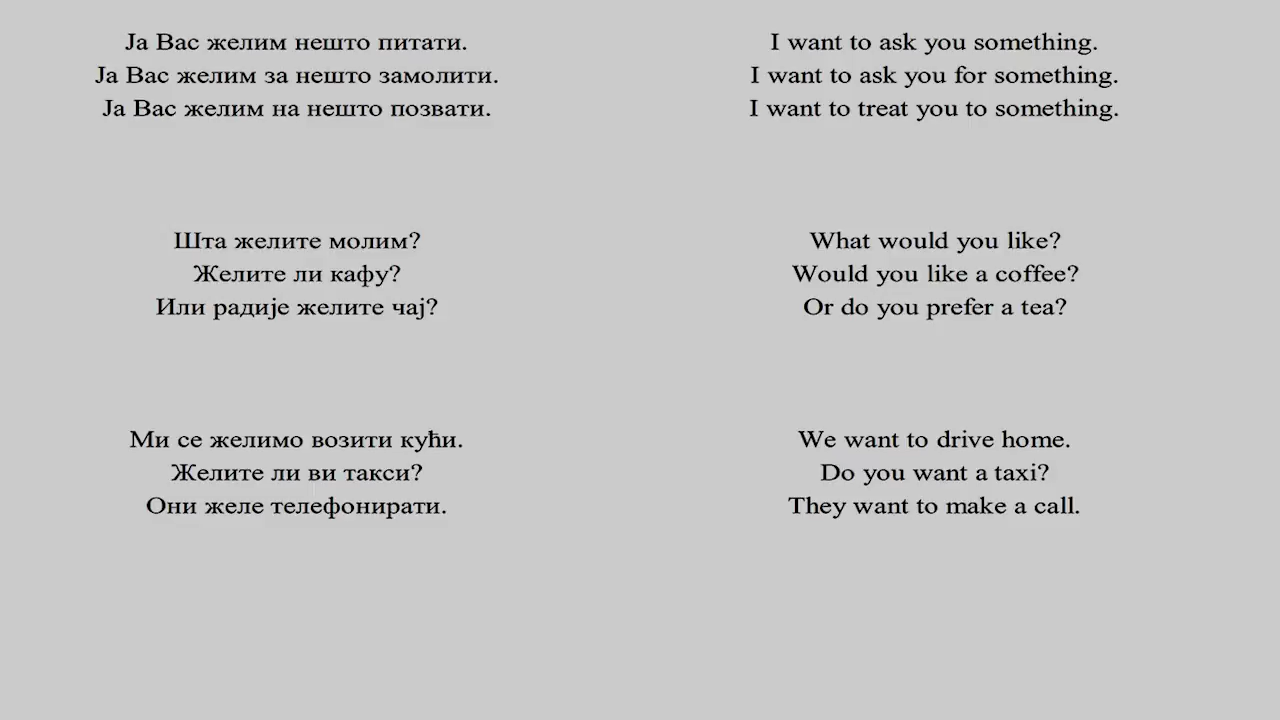 Ја Вас желим нешто питати.
Ја Вас желим за нешто замолити.
Ја Вас желим на нешто позвати.
I want to ask you something.
I want to ask you for something.
I want to treat you to something.
Шта желите молим?
Желите ли кафу?
Или радије желите чај?
What would you like?
Would you like a coffee?
Or do you prefer a tea?
Ми се желимо возити кући.
Желите ли ви такси?
Они желе телефонирати.
We want to drive home.
Do you want a taxi?
They want to make a call.